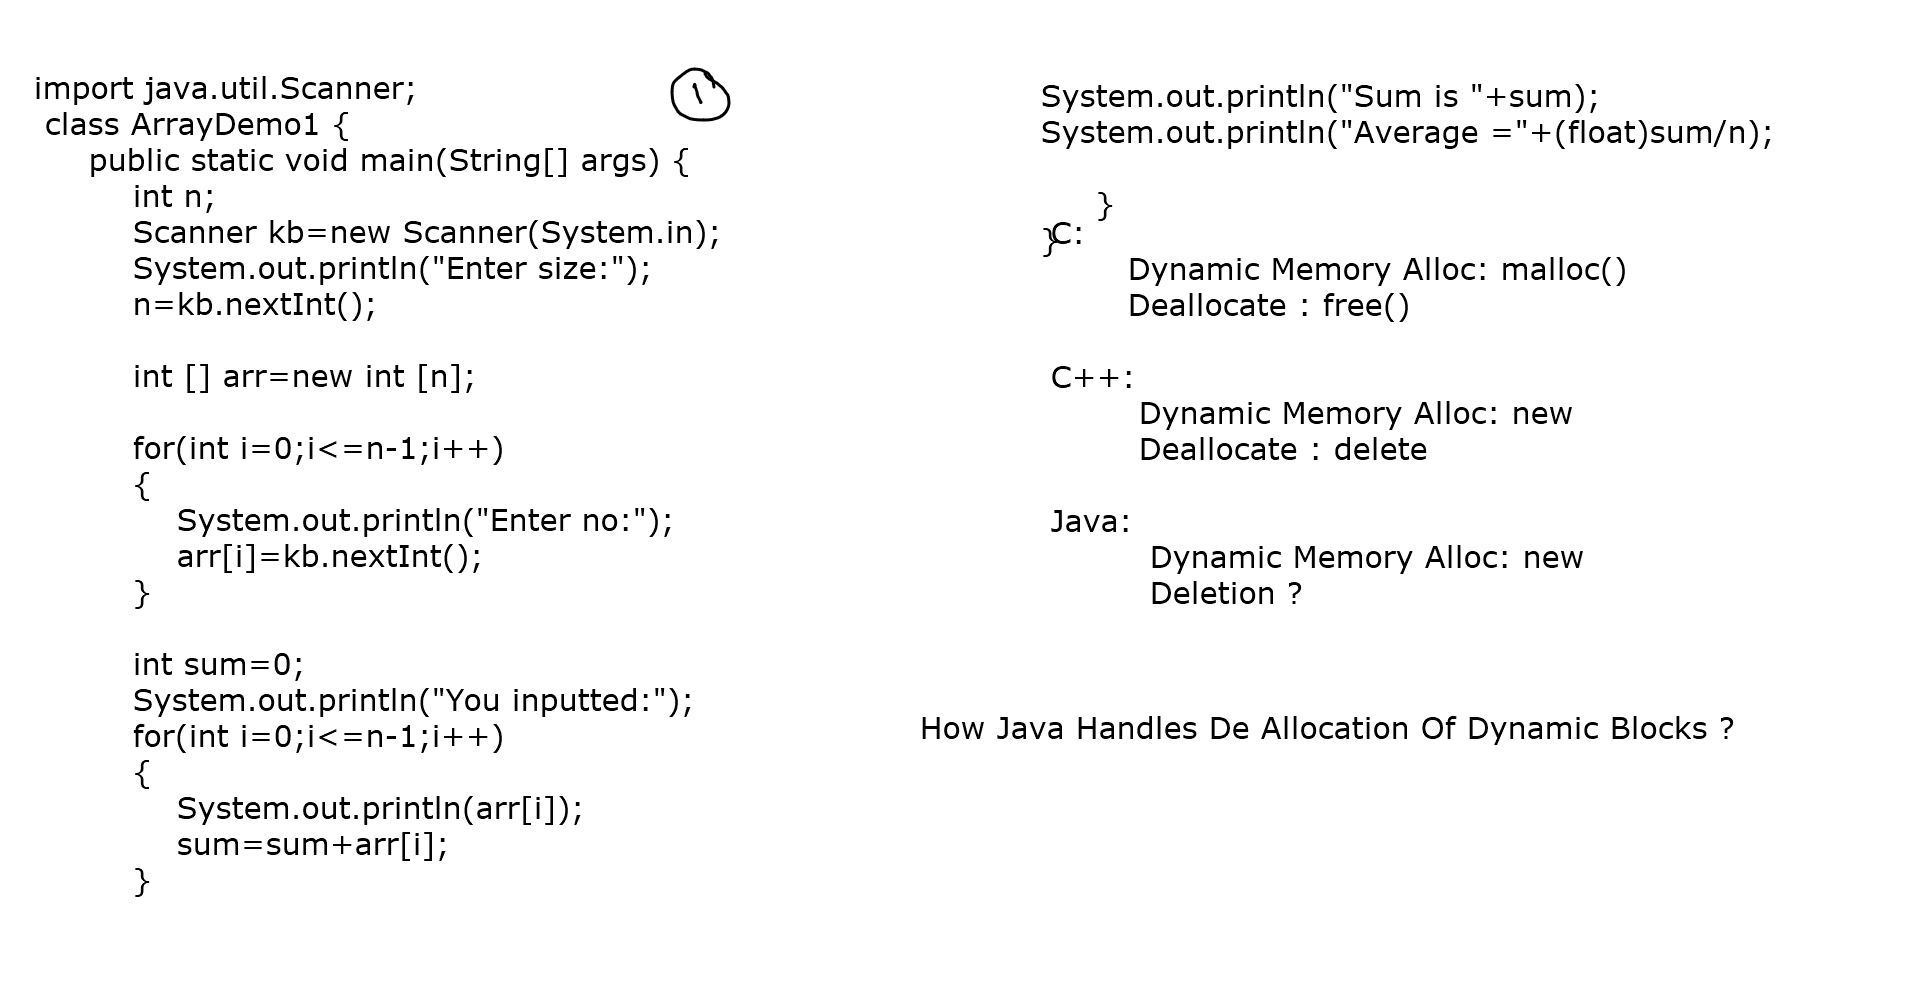 import java.util.Scanner;
class ArrayDemo1 {
public static void main(String[] args) {
int n;
Scanner kb=new Scanner(System.in);
System.out.println("Enter size:");
n=kb.nextInt();
int [] arr=new int [n];
for(int i=0;i<=n-1;i++)
{
System.out.println("Enter no:");
arr[i]=kb.nextInt();
}
int sum=0;
System.out.println("You inputted:");
for(int i=0;i<=n-1;i++)
{
System.out.println(arr[i]);
sum=sum+arr[i];
}
1
System.out.println("Sum is "+sum);
System.out.println("Average ="+(float)sum/n);
}
}
C:
Dynamic Memory Alloc: malloc()
Deallocate : free()
C++:
Dynamic Memory Alloc: new
Deallocate : delete
Java:
Dynamic Memory Alloc: new
Deletion ?
How Java Handles De Allocation Of Dynamic Blocks ?